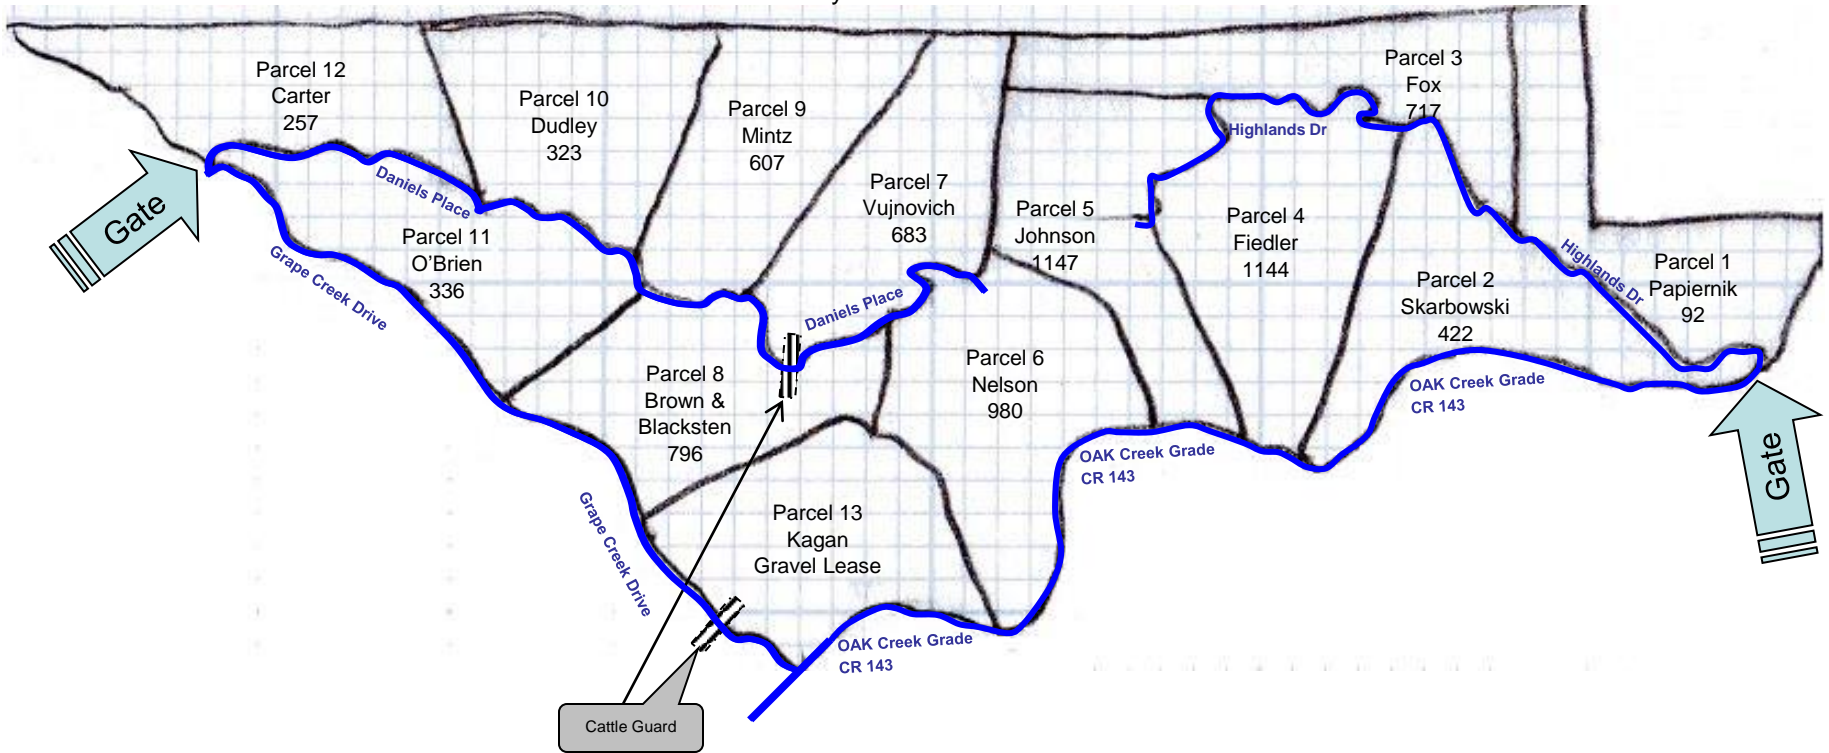 y
Parcel 12
Carter
257
Parcel 10
Dudley
323
Parcel 9
Mintz
607
Parcel 3
Fox
717
Highlands Dr
Gate
Daniels Place
Parcel 11
O'Brien
336
Grape Creek Drive
Parcel 7
Vujnovich
683
Parcel 5
Johnson
1147
Parcel 4
Fiedler
1144
Parcel 2
Skarbowski
422
Highlands Dr
Parcel 1
Papiernik
92
Daniels Place
Parcel 8
Brown &
Blacksten
796
Parcel 6
Nelson
980
OAK Creek Grade
CR 143
OAK Creek Grade
CR 143
Gate
Grape Creek Drive
Parcel 13
Kagan
Gravel Lease
OAK Creek Grade
CR 143
Cattle Guard